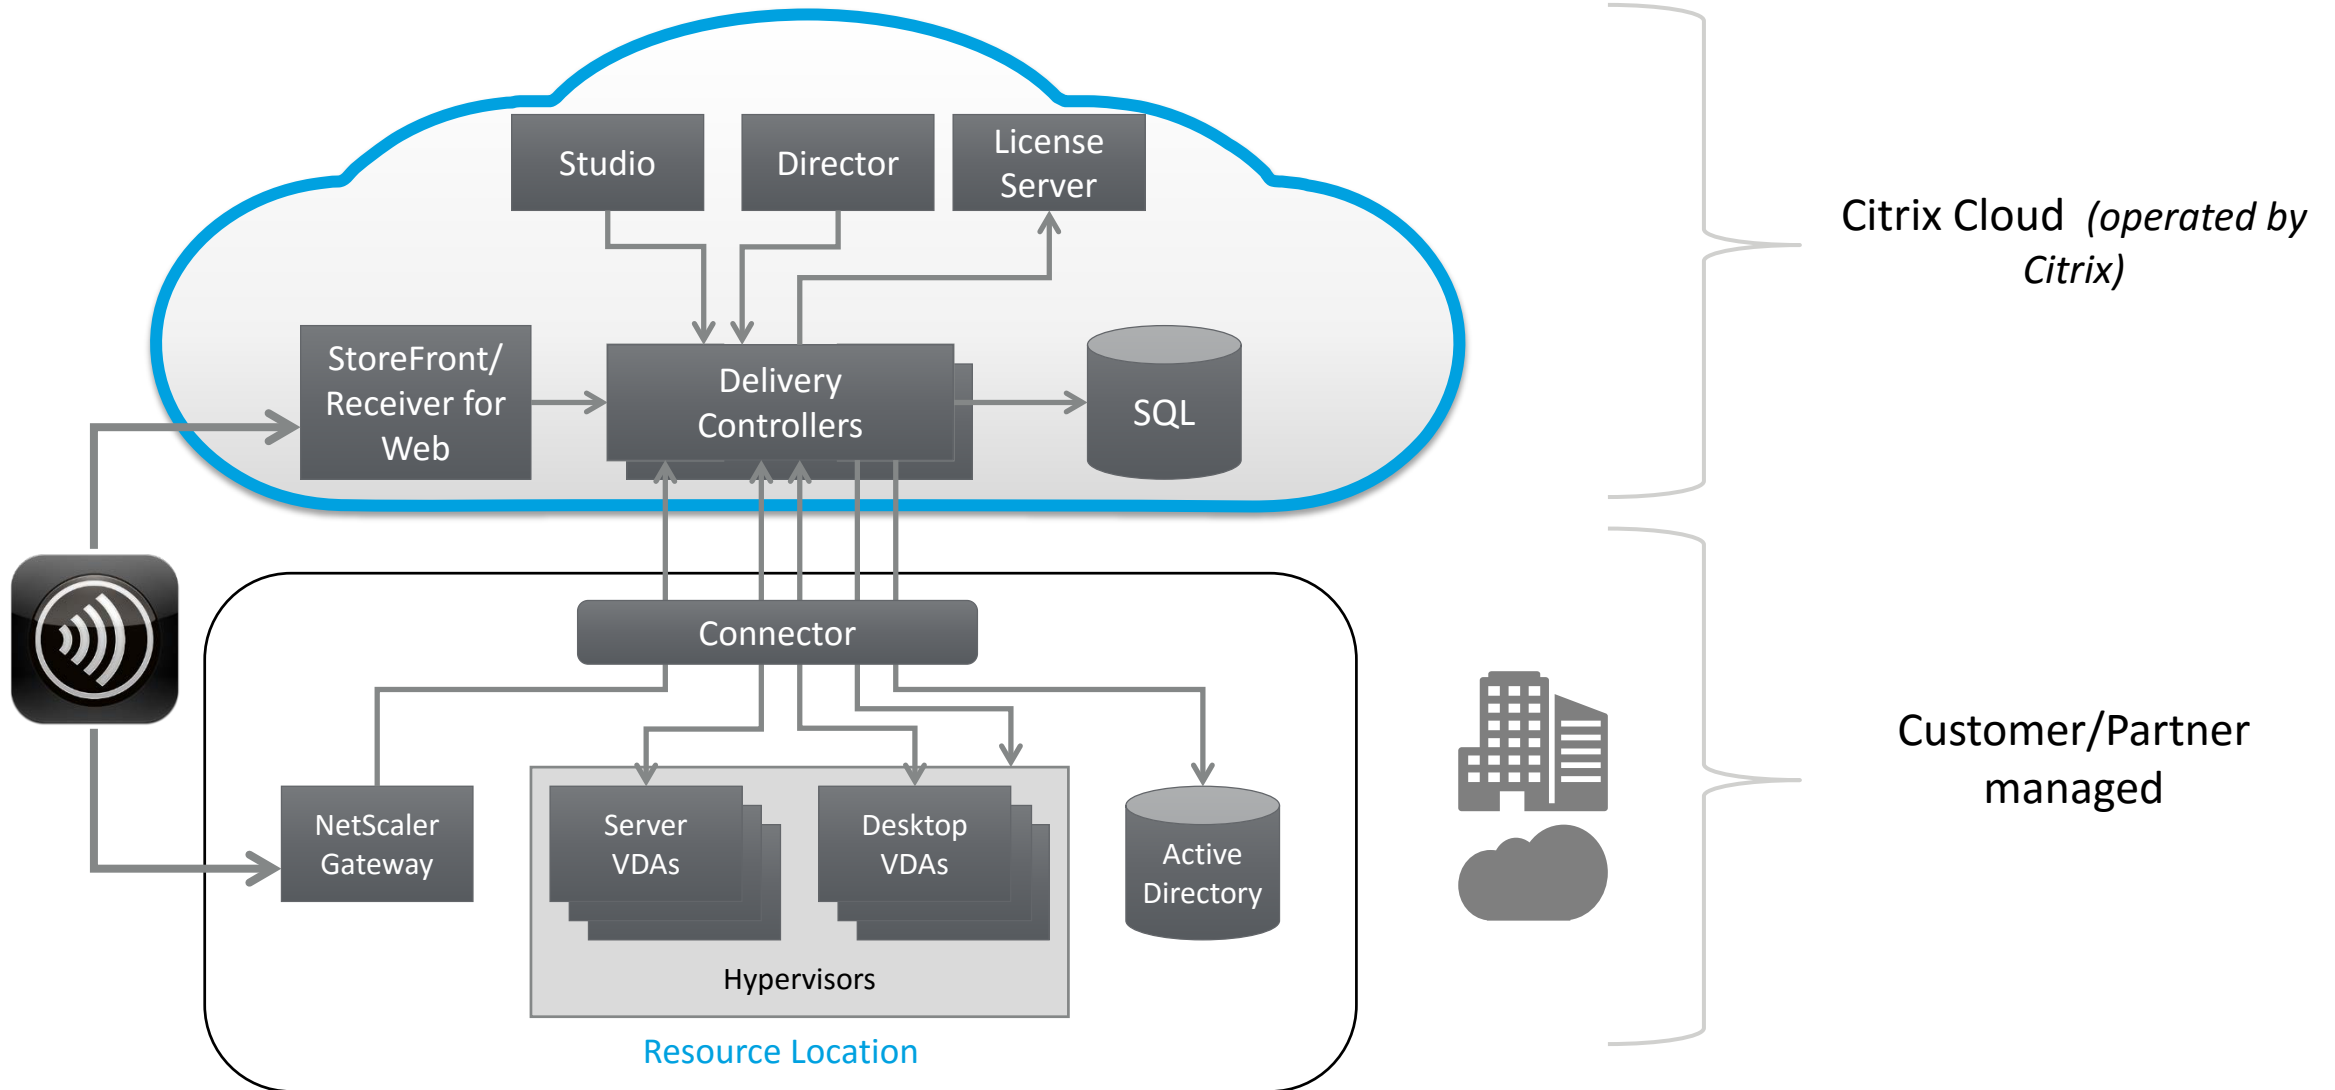 Studio
Director
License
Server
Citrix Cloud (operated by
Citrix)
StoreFront/
Receiver for
Web
Delivery
Controllers
SQL
Connector
NetScaler
Gateway
Server
VDAs
Desktop
VDAs
Active
Directory
Hypervisors
Resource Location
Customer/Partner
managed